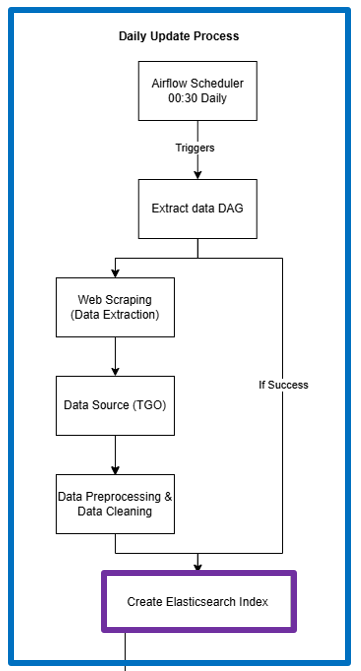 Daily Update Process
Airflow Scheduler
00:30 Daily
Triggers
Extract data DAG
Web Scraping
(Data Extraction)
Data Source (TGO)
If Success
Data Preprocessing &
Data Cleaning
Create Elasticsearch Index